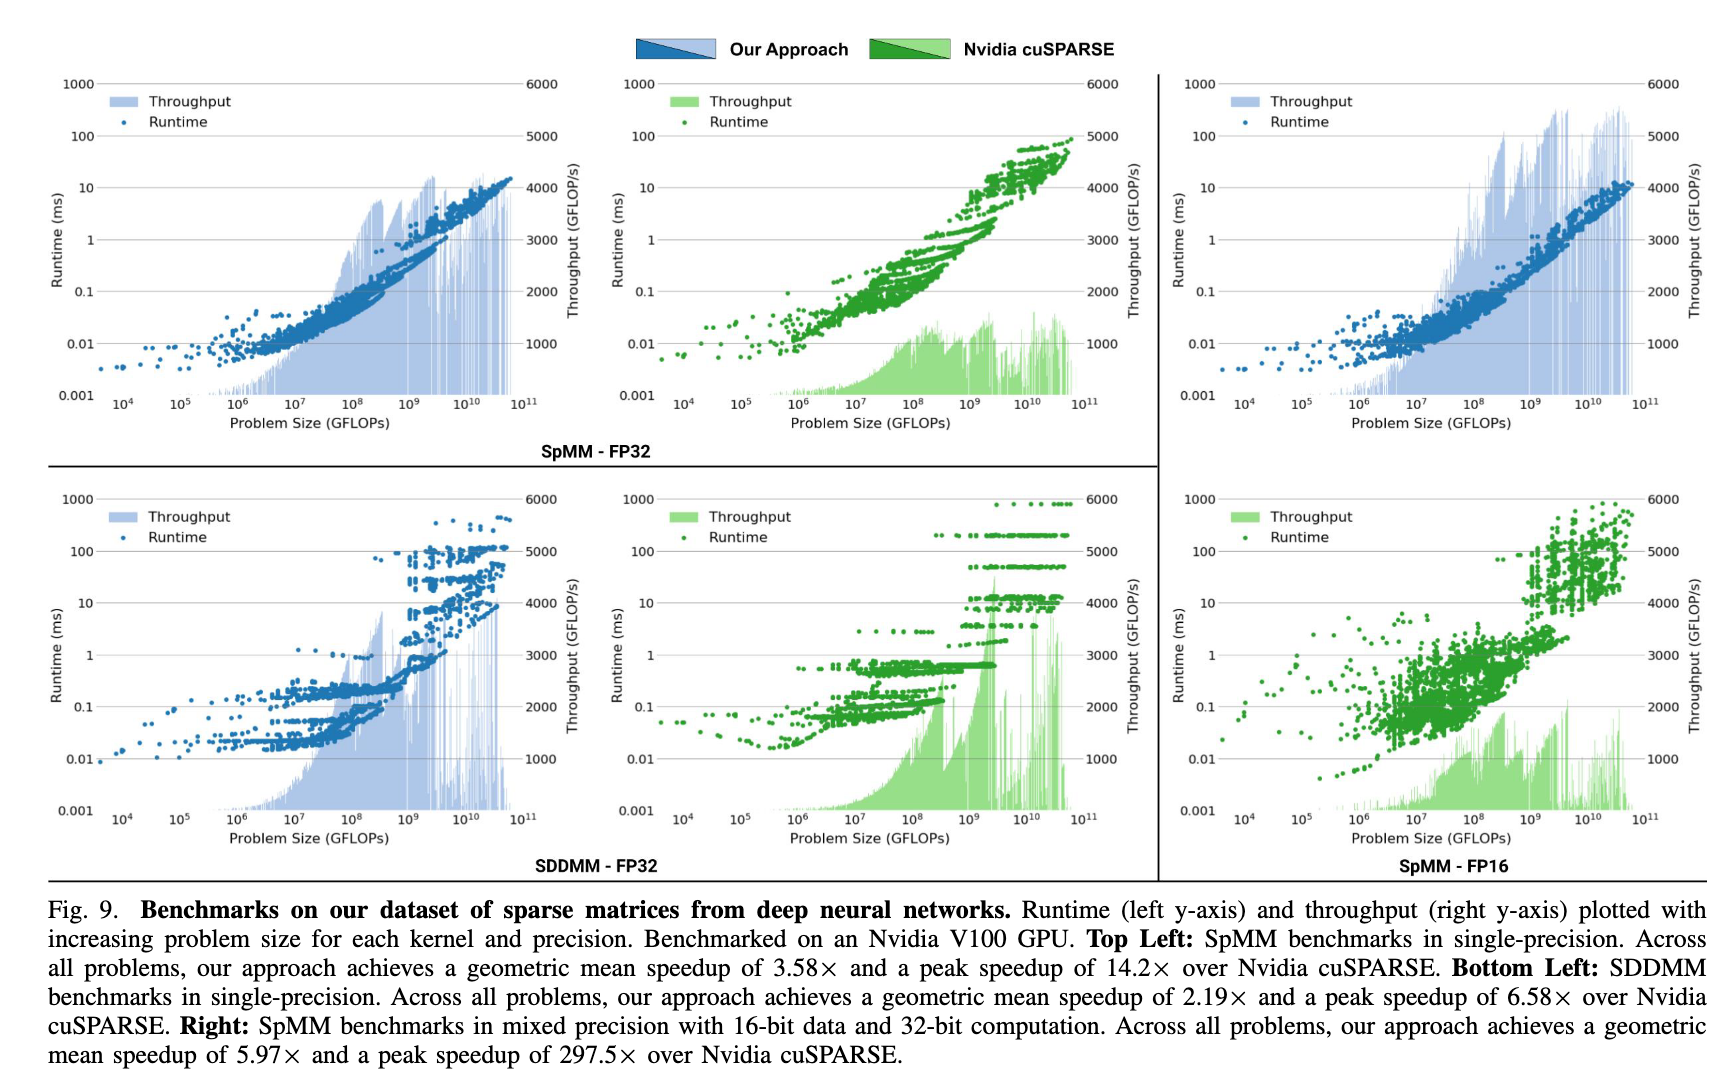 Our Approach
Nvidia cuSPARSE
1000
100
10
1
0.1
0.01
0.001
Runtime (ms)
Throughput
Runtime
6000
5000
4000
3000
2000
1000
Throughput (GFLOP/s)
10⁴ 10⁵ 10⁶ 10⁷ 10⁸ 10⁹ 10¹⁰ 10¹¹
Problem Size (GFLOPs)
1000
100
10
1
0.1
0.01
0.001
Runtime (ms)
Throughput
Runtime
6000
5000
4000
3000
2000
1000
Throughput (GFLOP/s)
10⁴ 10⁵ 10⁶ 10⁷ 10⁸ 10⁹ 10¹⁰ 10¹¹
Problem Size (GFLOPs)
SpMM - FP32
1000
100
10
1
0.1
0.01
0.001
Runtime (ms)
Throughput
Runtime
6000
5000
4000
3000
2000
1000
Throughput (GFLOP/s)
10⁴ 10⁵ 10⁶ 10⁷ 10⁸ 10⁹ 10¹⁰ 10¹¹
Problem Size (GFLOPs)
1000
100
10
1
0.1
0.01
0.001
Runtime (ms)
Throughput
Runtime
6000
5000
4000
3000
2000
1000
Throughput (GFLOP/s)
10⁴ 10⁵ 10⁶ 10⁷ 10⁸ 10⁹ 10¹⁰ 10¹¹
Problem Size (GFLOPs)
1000
100
10
1
0.1
0.01
0.001
Runtime (ms)
Throughput
Runtime
6000
5000
4000
3000
2000
1000
Throughput (GFLOP/s)
10⁴ 10⁵ 10⁶ 10⁷ 10⁸ 10⁹ 10¹⁰ 10¹¹
Problem Size (GFLOPs)
SDDMM - FP32
1000
100
10
1
0.1
0.01
0.001
Runtime (ms)
Throughput
Runtime
6000
5000
4000
3000
2000
1000
Throughput (GFLOP/s)
10⁴ 10⁵ 10⁶ 10⁷ 10⁸ 10⁹ 10¹⁰ 10¹¹
Problem Size (GFLOPs)
SpMM - FP16
Fig. 9. Benchmarks on our dataset of sparse matrices from deep neural networks. Runtime (left y-axis) and throughput (right y-axis) plotted with
increasing problem size for each kernel and precision. Benchmarked on an Nvidia V100 GPU. Top Left: SpMM benchmarks in single-precision. Across
all problems, our approach achieves a geometric mean speedup of 3.58× and a peak speedup of 14.2× over Nvidia cuSPARSE. Bottom Left: SDDMM
benchmarks in single-precision. Across all problems, our approach achieves a geometric mean speedup of 2.19× and a peak speedup of 6.58× over Nvidia
cuSPARSE. Right: SpMM benchmarks in mixed precision with 16-bit data and 32-bit computation. Across all problems, our approach achieves a geometric
mean speedup of 5.97× and a peak speedup of 297.5× over Nvidia cuSPARSE.